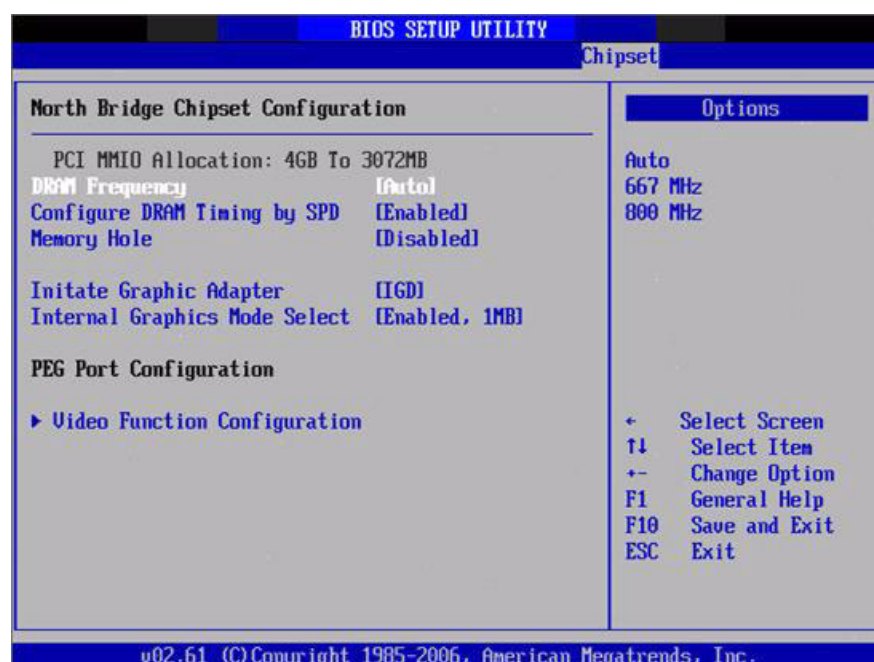 BIOS SETUP UTILITY
Chipset
North Bridge Chipset Configuration
PCI MMIO Allocation: 4GB To 3072MB
DRAM Frequency [Auto]
Configure DRAM Timing by SPD [Enabled]
Memory Hole [Disabled]
Initate Graphic Adapter [IGD]
Internal Graphics Mode Select [Enabled, 1MB]
PEG Port Configuration
▶ Video Function Configuration
Options
Auto
667 MHz
800 MHz
← Select Screen
↑↓ Select Item
+- Change Option
F1 General Help
F10 Save and Exit
ESC Exit
v02.61 (C)Copyright 1985-2006, American Megatrends, Inc.